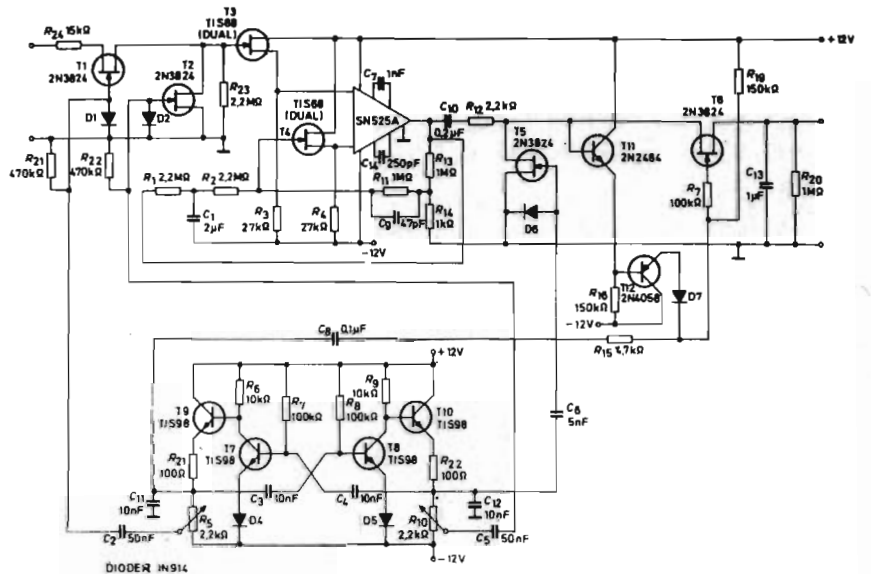 R24 15kΩ
T1
2N3824
T2
2N3824
T3
TIS68
(DUAL)
R23
2,2MΩ
D1
D2
R21
470kΩ
R22
470kΩ
TIS68
(DUAL)
T4
C7 1nF
SN525A
C14 250pF
R1 2,2MΩ
R2 2,2MΩ
C1
2µF
R3
27kΩ
R4
27kΩ
R11 1MΩ
C9 47pF
R13
1MΩ
R14
1kΩ
-12V
C10
0,2µF
R12 2,2kΩ
T5
2N3824
D6
T11
2N2484
+12V
R19
150kΩ
T6
2N3824
R7
100kΩ
C13
1µF
R20
1MΩ
R16
150kΩ
T12
2N4058
D7
-12V
R15 4,7kΩ
C8 0,1µF
+12V
R6
10kΩ
R7
100kΩ
R8
100kΩ
R9
10kΩ
T9
TIS98
T7
TIS98
T8
TIS98
T10
TIS98
R21
100Ω
R22
100Ω
C6
5nF
C11
10nF
C3 10nF
C4 10nF
C12
10nF
C2 50nF
R5
2,2kΩ
D4
D5
R10
2,2kΩ
C5 50nF
-12V
DIODER IN914